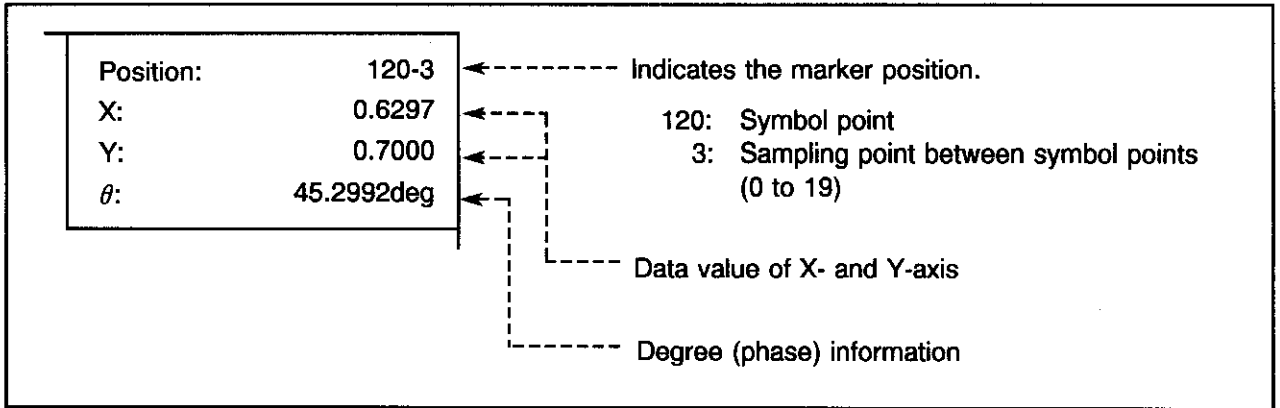 Position: 120-3
X: 0.6297
Y: 0.7000
θ: 45.2992deg
Indicates the marker position.
120: Symbol point
3: Sampling point between symbol points
(0 to 19)
Data value of X- and Y-axis
Degree (phase) information